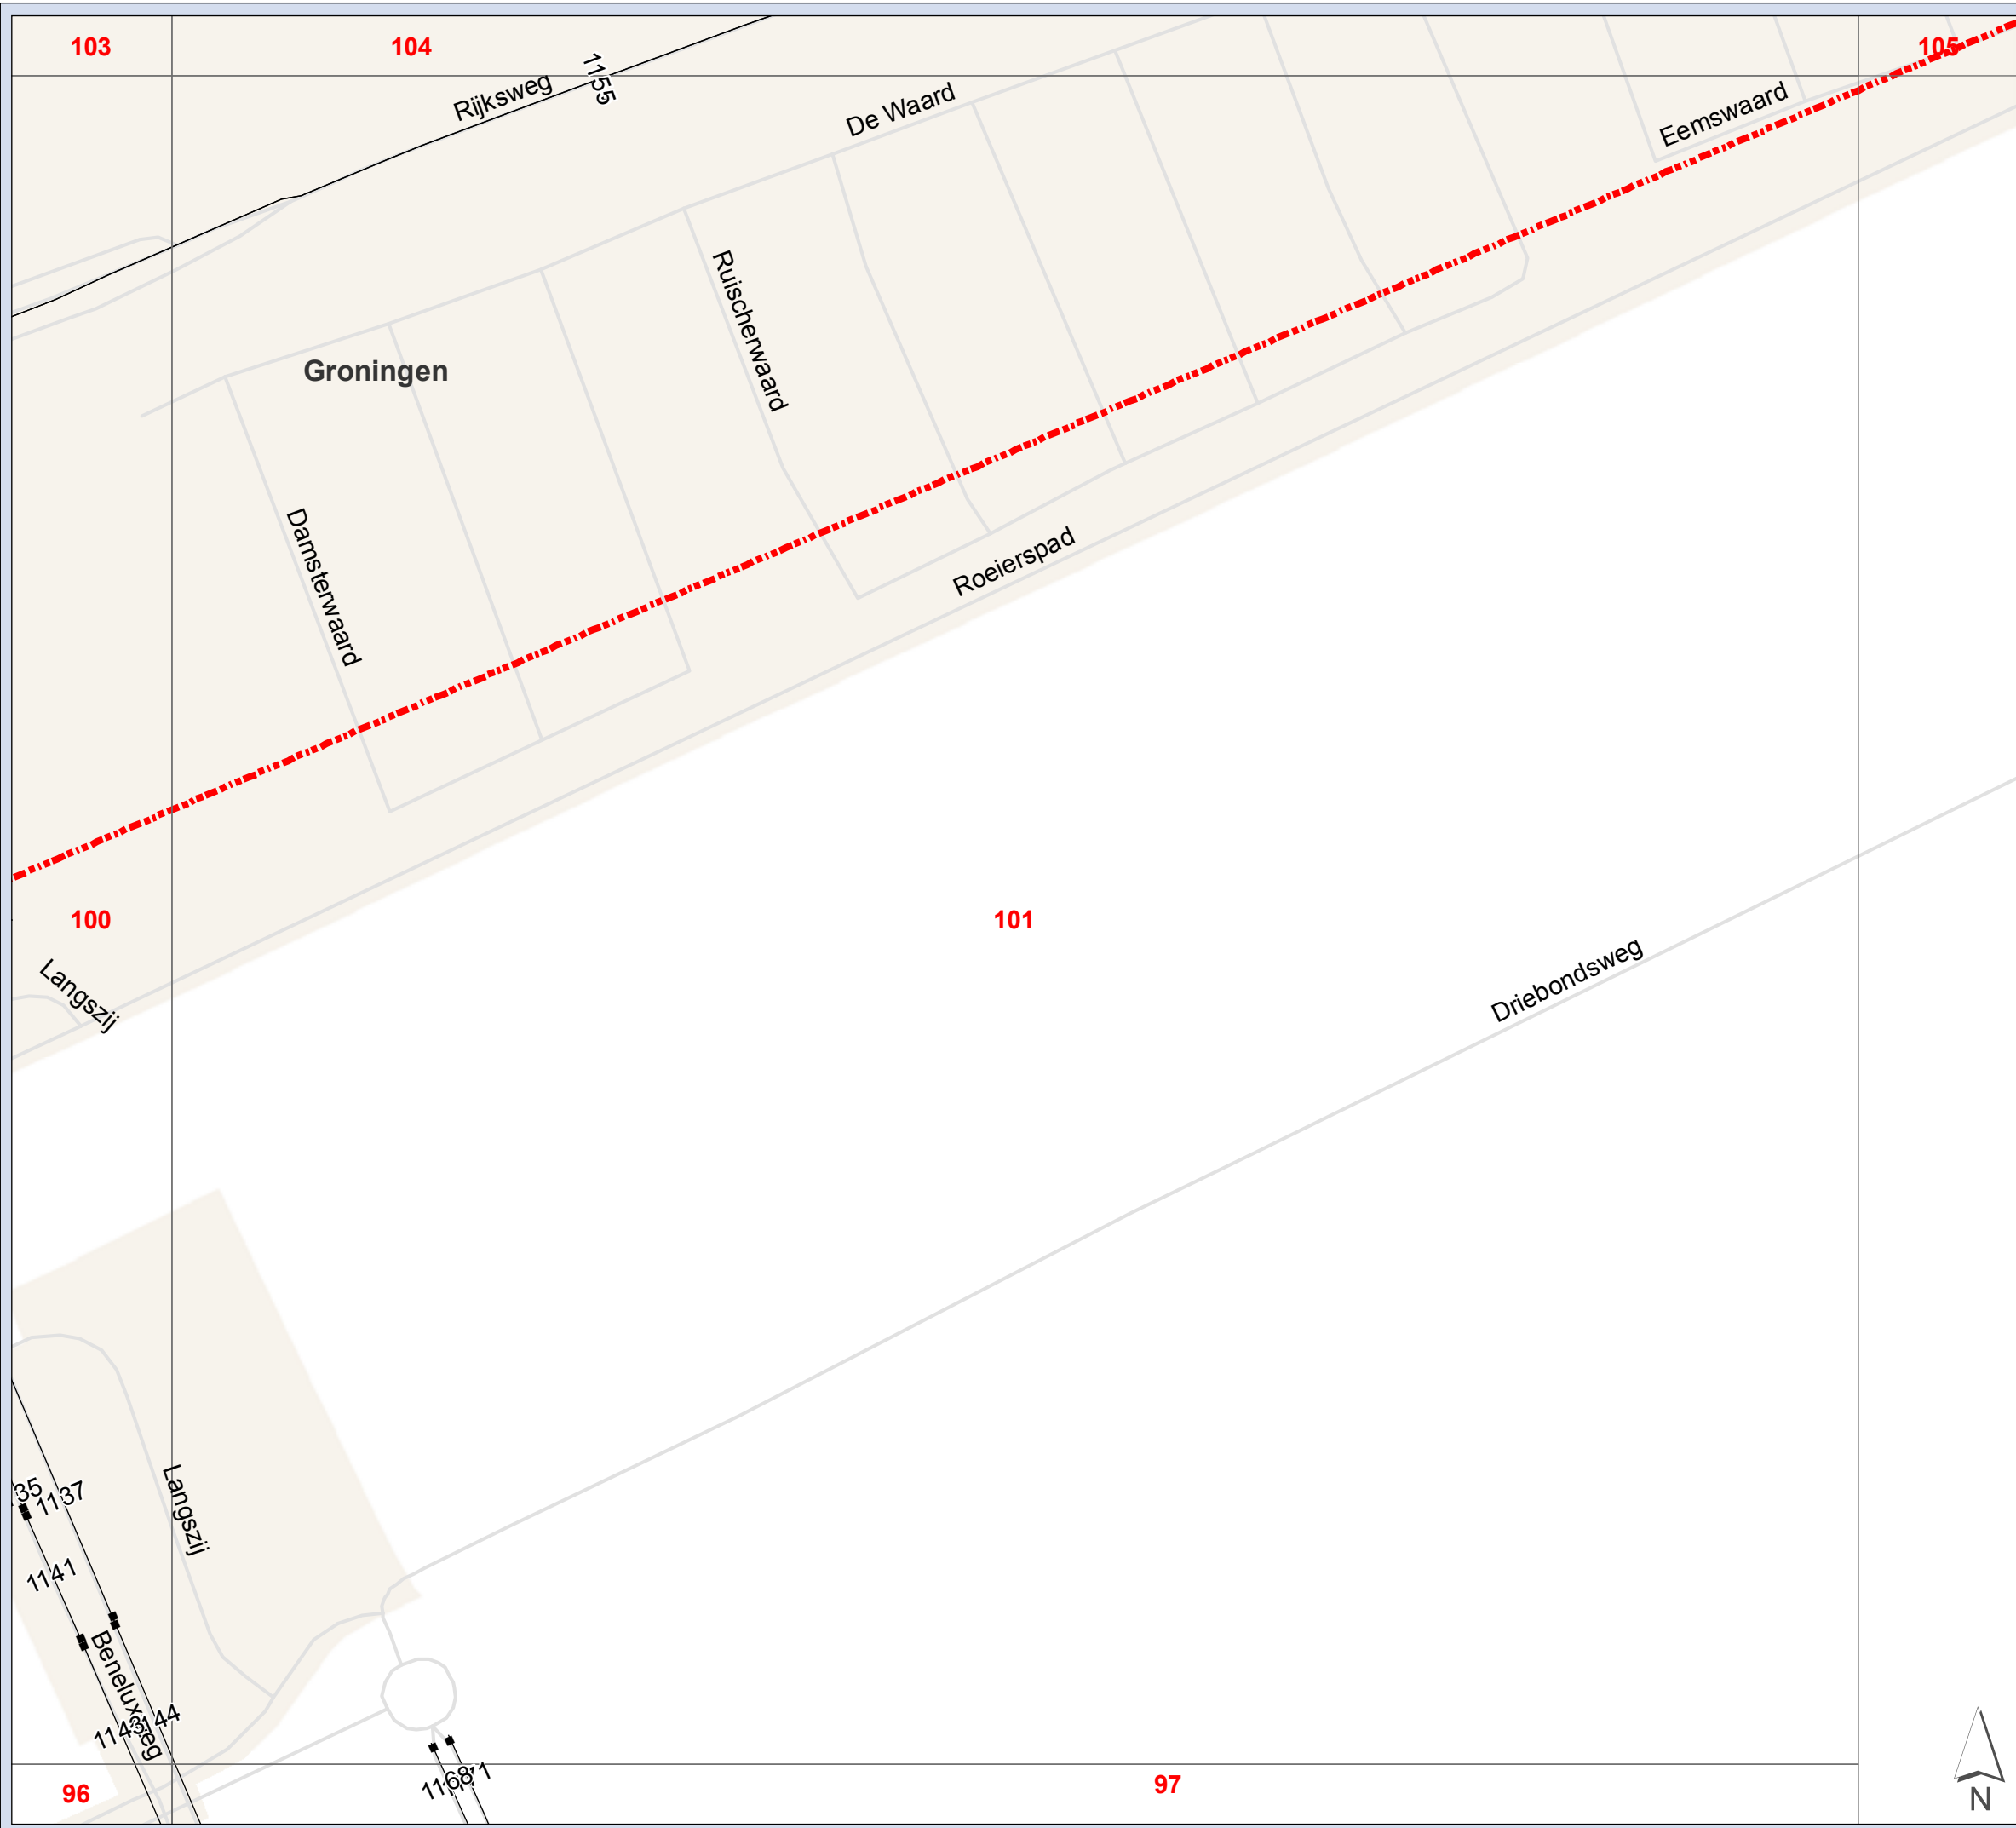 103
104
105
Rijksweg
1155
De Waard
Eemswaard
Ruischerwaard
Groningen
Damsterwaard
Roeierspad
100
101
Langszij
Driebondsweg
Langszij
35
1137
1141
Beneluxweg
96
97
N